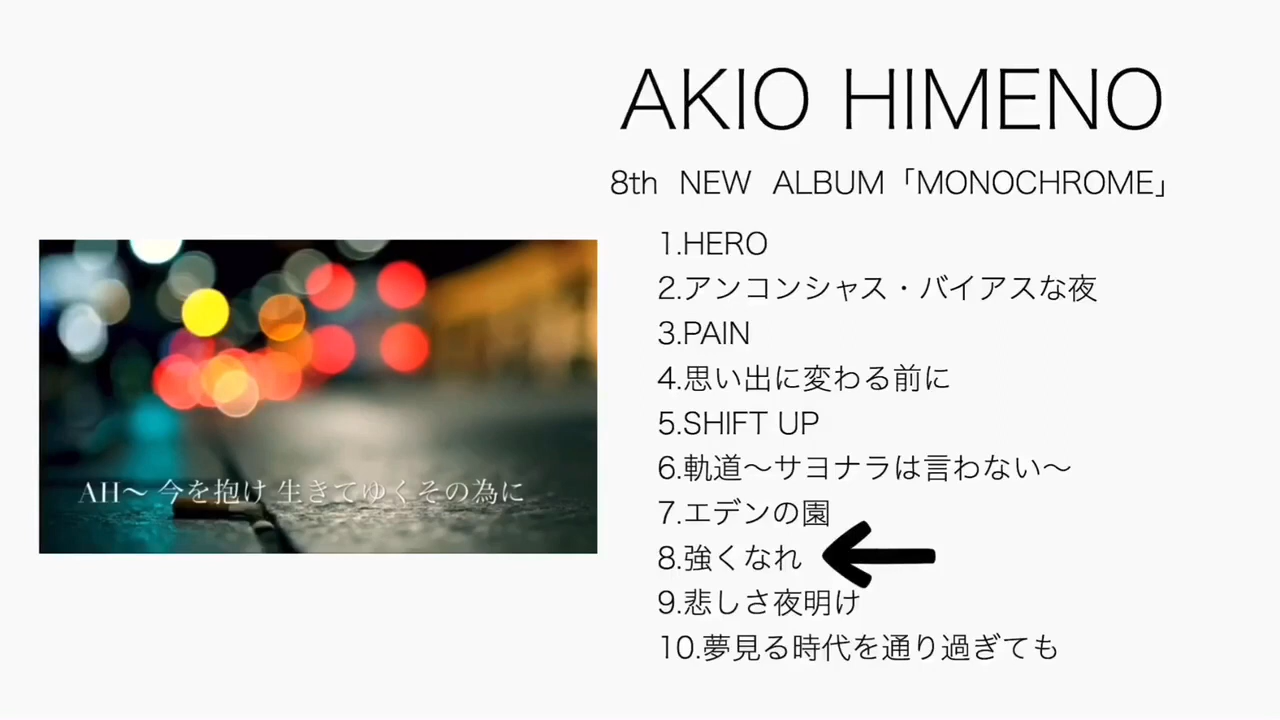 AKIO HIMENO
8th NEW ALBUM「MONOCHROME」
1.HERO
2.アンコンシャス・バイアスな夜
3.PAIN
4.思い出に変わる前に
5.SHIFT UP
6.軌道〜サヨナラは言わない〜
7.エデンの園
8.強くなれ
9.悲しさ夜明け
10.夢見る時代を通り過ぎても
AH〜 今を抱け 生きてゆくその為に